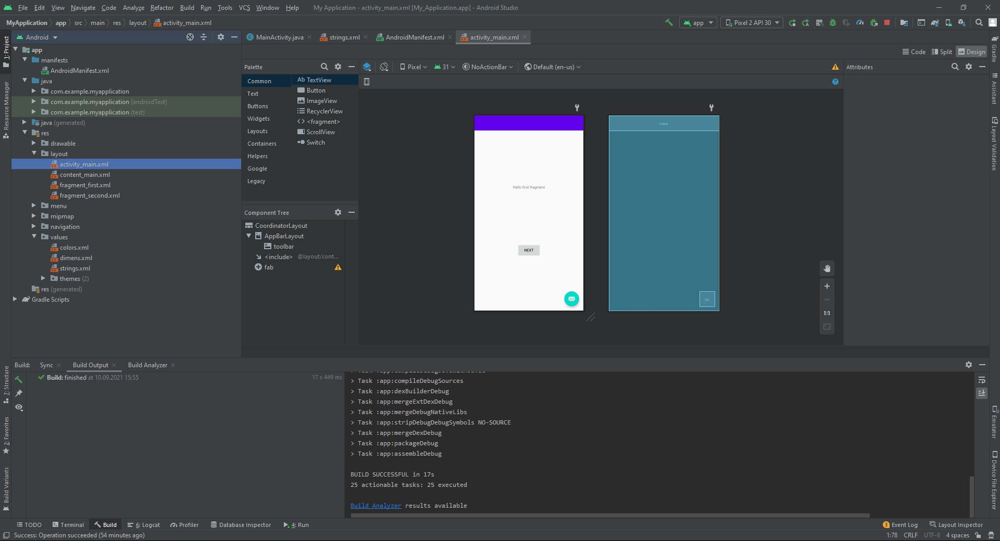 File Edit View Navigate Code Analyze Refactor Build Run Tools VCS Window Help My Application - activity_main.xml [My_Application.app] - Android Studio
MyApplication app src main res layout activity_main.xml
app Pixel 2 API 30
Android
MainActivity.java strings.xml AndroidManifest.xml activity_main.xml
Code Split Design
1: Project
Resource Manager
7: Structure
2: Favorites
Build Variants
app
manifests
AndroidManifest.xml
java
com.example.myapplication
com.example.myapplication (androidTest)
com.example.myapplication (test)
java (generated)
res
drawable
layout
activity_main.xml
content_main.xml
fragment_first.xml
fragment_second.xml
menu
mipmap
navigation
values
colors.xml
dimens.xml
strings.xml
themes (2)
res (generated)
Gradle Scripts
Palette
Common
Text
Buttons
Widgets
Layouts
Containers
Helpers
Google
Legacy
Ab TextView
Button
ImageView
RecyclerView
<fragment>
ScrollView
Switch
Component Tree
CoordinatorLayout
AppBarLayout
toolbar
<include> @layout/cont...
fab
Pixel 31 NoActionBar Default (en-us)
Hello first fragment
NEXT
toolbar
fab
1:1
Attributes
Gradle
Assistant
Layout Validation
Emulator
Device File Explorer
Build: Sync Build Output Build Analyzer
Build: finished at 10.09.2021 15:55 17 s 449 ms
> Task :app:compileDebugSources
> Task :app:dexBuilderDebug
> Task :app:mergeExtDexDebug
> Task :app:mergeDebugNativeLibs
> Task :app:stripDebugDebugSymbols NO-SOURCE
> Task :app:mergeDexDebug
> Task :app:packageDebug
> Task :app:assembleDebug
BUILD SUCCESSFUL in 17s
25 actionable tasks: 25 executed
Build Analyzer results available
TODO Terminal Build 6: Logcat Profiler Database Inspector 4: Run 3 Event Log Layout Inspector
Success: Operation succeeded (54 minutes ago) 1:78 CRLF UTF-8 4 spaces